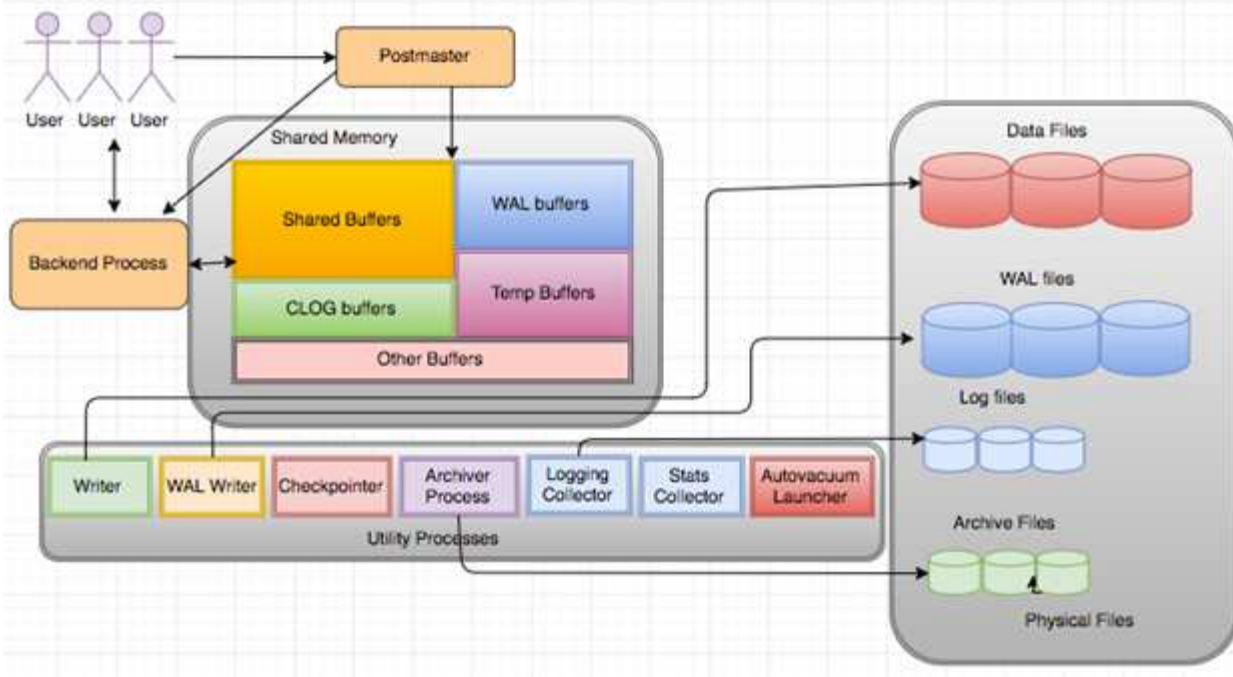 Postmaster
User User User
Shared Memory
Data Files
Shared Buffers
WAL buffers
Backend Process
WAL files
Temp Buffers
CLOG buffers
Other Buffers
Log files
Writer
WAL Writer
Checkpointer
Archiver
Process
Logging
Collector
Stats
Collector
Autovacuum
Launcher
Utility Processes
Archive Files
Physical Files